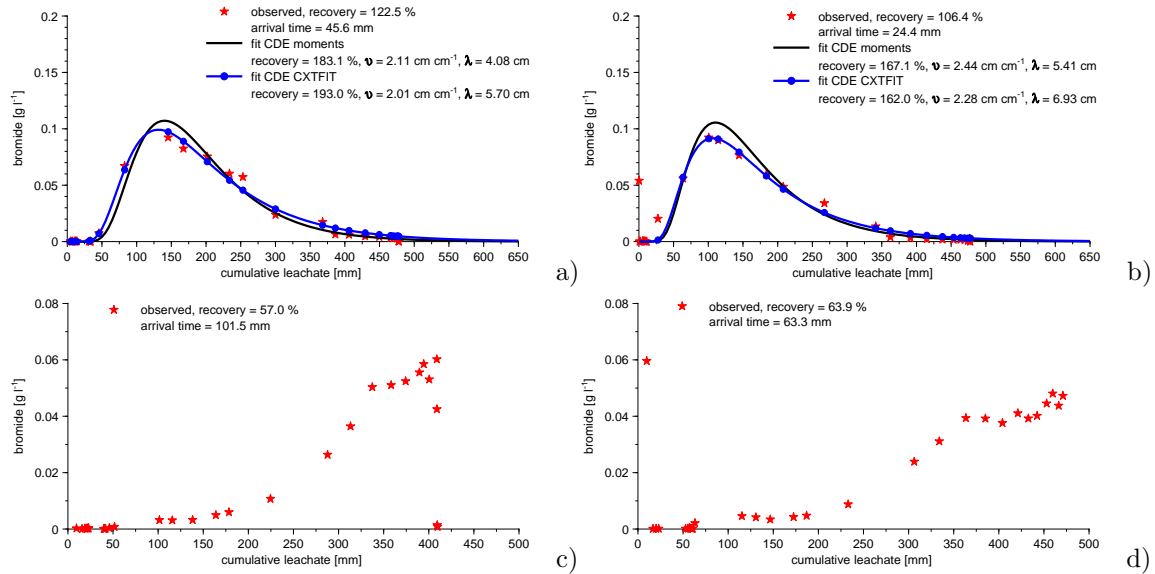 observed, recovery = 122.5 %
arrival time = 45.6 mm
fit CDE moments
recovery = 183.1 %, υ = 2.11 cm cm⁻¹, λ = 4.08 cm
fit CDE CXTFIT
recovery = 193.0 %, υ = 2.01 cm cm⁻¹, λ = 5.70 cm
0.2
0.15
0.1
0.05
0
bromide [g l⁻¹]
0 50 100 150 200 250 300 350 400 450 500 550 600 650
cumulative leachate [mm]
a)
observed, recovery = 106.4 %
arrival time = 24.4 mm
fit CDE moments
recovery = 167.1 %, υ = 2.44 cm cm⁻¹, λ = 5.41 cm
fit CDE CXTFIT
recovery = 162.0 %, υ = 2.28 cm cm⁻¹, λ = 6.93 cm
0.2
0.15
0.1
0.05
0
bromide [g l⁻¹]
0 50 100 150 200 250 300 350 400 450 500 550 600 650
cumulative leachate [mm]
b)
observed, recovery = 57.0 %
arrival time = 101.5 mm
0.08
0.06
0.04
0.02
0
bromide [g l⁻¹]
0 50 100 150 200 250 300 350 400 450 500
cumulative leachate [mm]
c)
observed, recovery = 63.9 %
arrival time = 63.3 mm
0.08
0.06
0.04
0.02
0
bromide [g l⁻¹]
0 50 100 150 200 250 300 350 400 450 500
cumulative leachate [mm]
d)